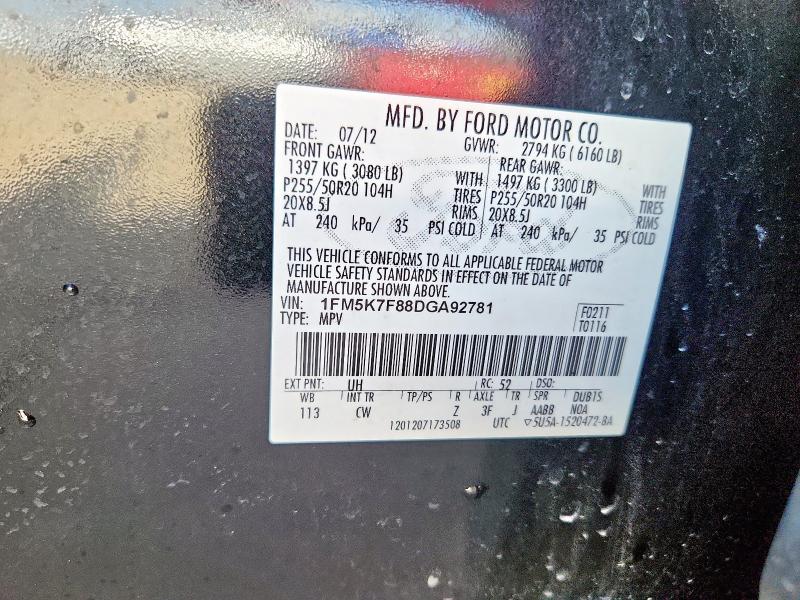 MFD. BY FORD MOTOR CO.
DATE: 07/12 GVWR: 2794 KG ( 6160 LB)
FRONT GAWR: REAR GAWR:
1397 KG ( 3080 LB) WITH 1497 KG ( 3300 LB) WITH
P255/50R20 104H TIRES P255/50R20 104H TIRES
20X8.5J RIMS 20X8.5J RIMS
AT 240 kPa/ 35 PSI COLD AT 240 kPa/ 35 PSI COLD
THIS VEHICLE CONFORMS TO ALL APPLICABLE FEDERAL MOTOR
VEHICLE SAFETY STANDARDS IN EFFECT ON THE DATE OF
MANUFACTURE SHOWN ABOVE.
VIN: 1FM5K7F88DGA92781 F0211
TYPE: MPV T0116
EXT PNT: UH RC: 52 DSO:
WB INT TR TP/PS R AXLE TR SPR DUB1S
113 CW Z 3F J AABB NOA
1201207173508 UTC ▽5U5A-1520472-BA